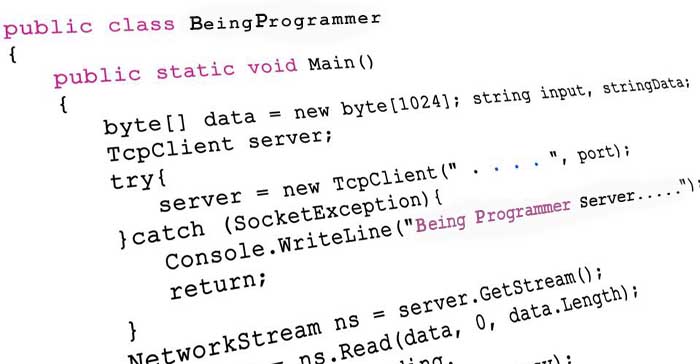 public class BeingProgrammer
{
public static void Main()
{
byte[] data = new byte[1024]; string input, stringData;
TcpClient server;
try{
server = new TcpClient(" . . . . ", port);
}catch (SocketException){
Console.WriteLine("Being Programmer Server.....");
return;
}
NetworkStream ns = server.GetStream();
= ns.Read(data, 0, data.Length);